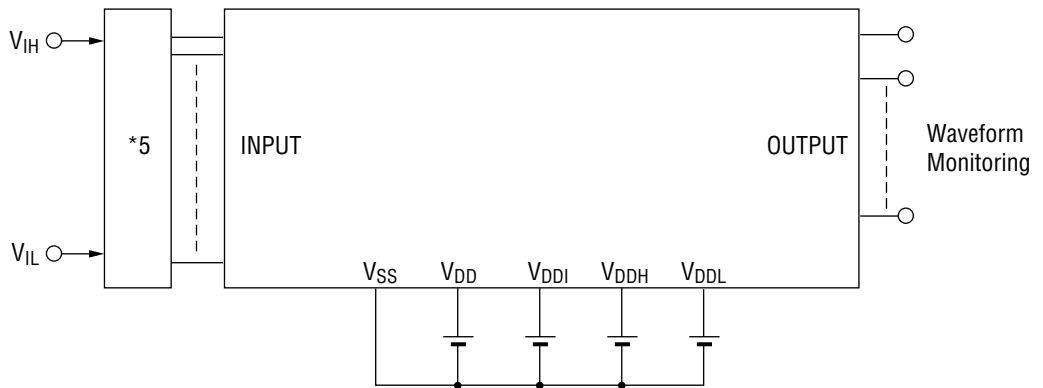 V_IH
*5
INPUT
OUTPUT
Waveform
Monitoring
V_IL
V_SS V_DD V_DDI V_DDH V_DDL